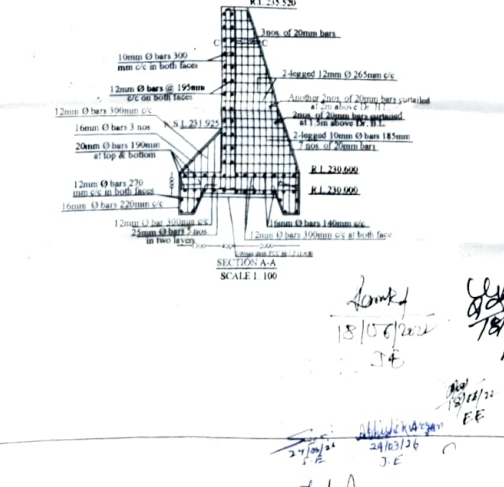 R.L 235.520
3nos. of 20mm bars
C C
10mm Ø bars 300
mm c/c in both faces
2-legged 12mm Ø 265mm c/c
12mm Ø bars @ 195mm
c/c on both faces
Another 2nos. of 20mm bars curtailed
12mm Ø bars 300mm c/c
2nos. of 20mm bars curtailed
at 1.5m above Dr. B.L.
16mm Ø bars 3 nos
S.L 231.925
2-legged 10mm Ø bars 185mm
7 nos. of 20mm bars
20mm Ø bars 190mm
at top & bottom
R.L 230.600
12mm Ø bars 270
mm c/c in both faces
R.L 230.000
16mm Ø bars 220mm c/c
12mm Ø bar 300mm c/c
16mm Ø bars 140mm c/c
25mm Ø bars 5 nos
in two layers
12mm Ø bars 300mm c/c at both face
SECTION A-A
SCALE 1: 100
J.E
E.E
24/03/26
J.E